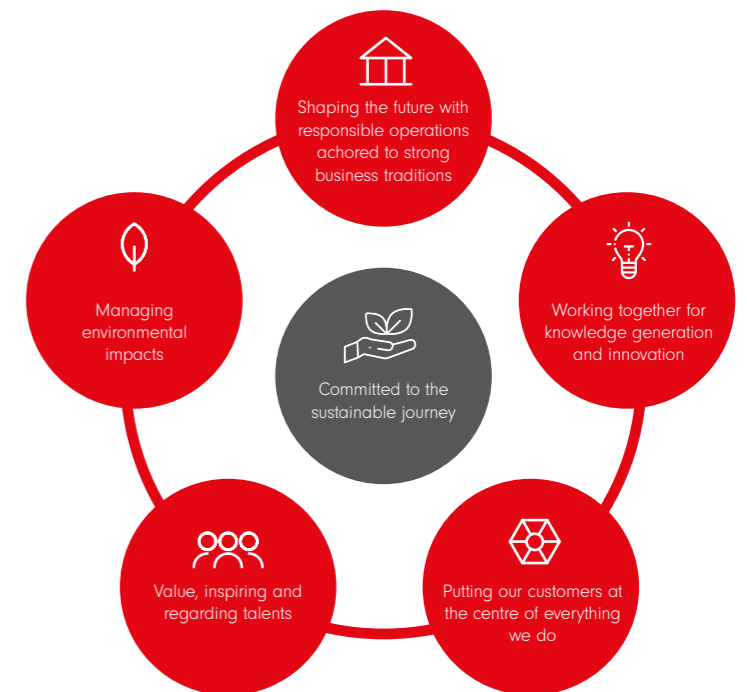 Shaping the future with
responsible operations
achored to strong
business traditions
Managing
environmental
impacts
Working together for
knowledge generation
and innovation
Committed to the
sustainable journey
Value, inspiring and
regarding talents
Putting our customers at
the centre of everything
we do